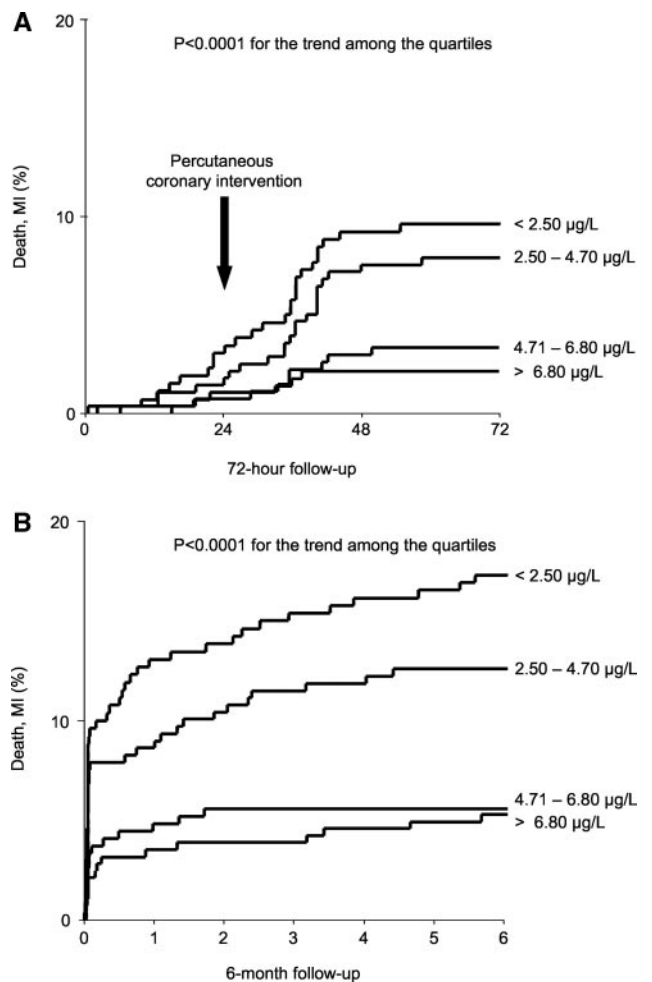 A
20
P<0.0001 for the trend among the quartiles
Percutaneous
coronary intervention
Death, MI (%)
10
< 2.50 µg/L
2.50 – 4.70 µg/L
4.71 – 6.80 µg/L
> 6.80 µg/L
0
0 24 48 72
72-hour follow-up
B
20
P<0.0001 for the trend among the quartiles
< 2.50 µg/L
2.50 – 4.70 µg/L
Death, MI (%)
10
4.71 – 6.80 µg/L
> 6.80 µg/L
0
0 1 2 3 4 5 6
6-month follow-up